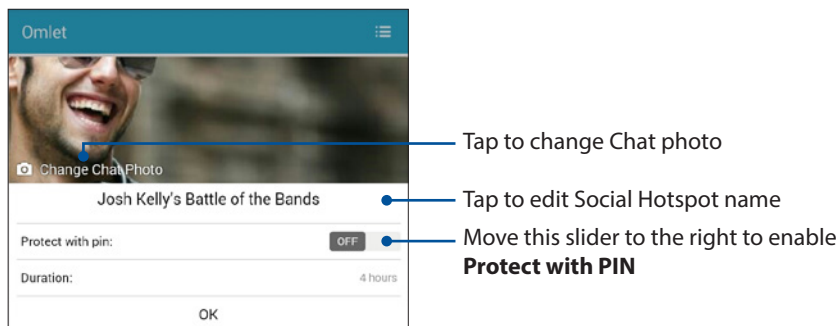 Omlet
Change Chat Photo
Tap to change Chat photo
Josh Kelly's Battle of the Bands
Tap to edit Social Hotspot name
Protect with pin:
OFF
Move this slider to the right to enable
Protect with PIN
Duration:
4 hours
OK